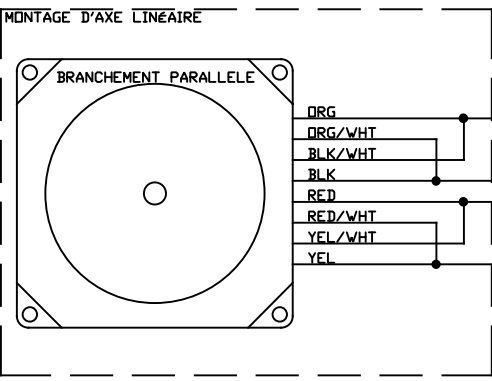 MONTAGE D'AXE LINÉAIRE
BRANCHEMENT PARALLELE
ORG
ORG/WHT
BLK/WHT
BLK
RED
RED/WHT
YEL/WHT
YEL